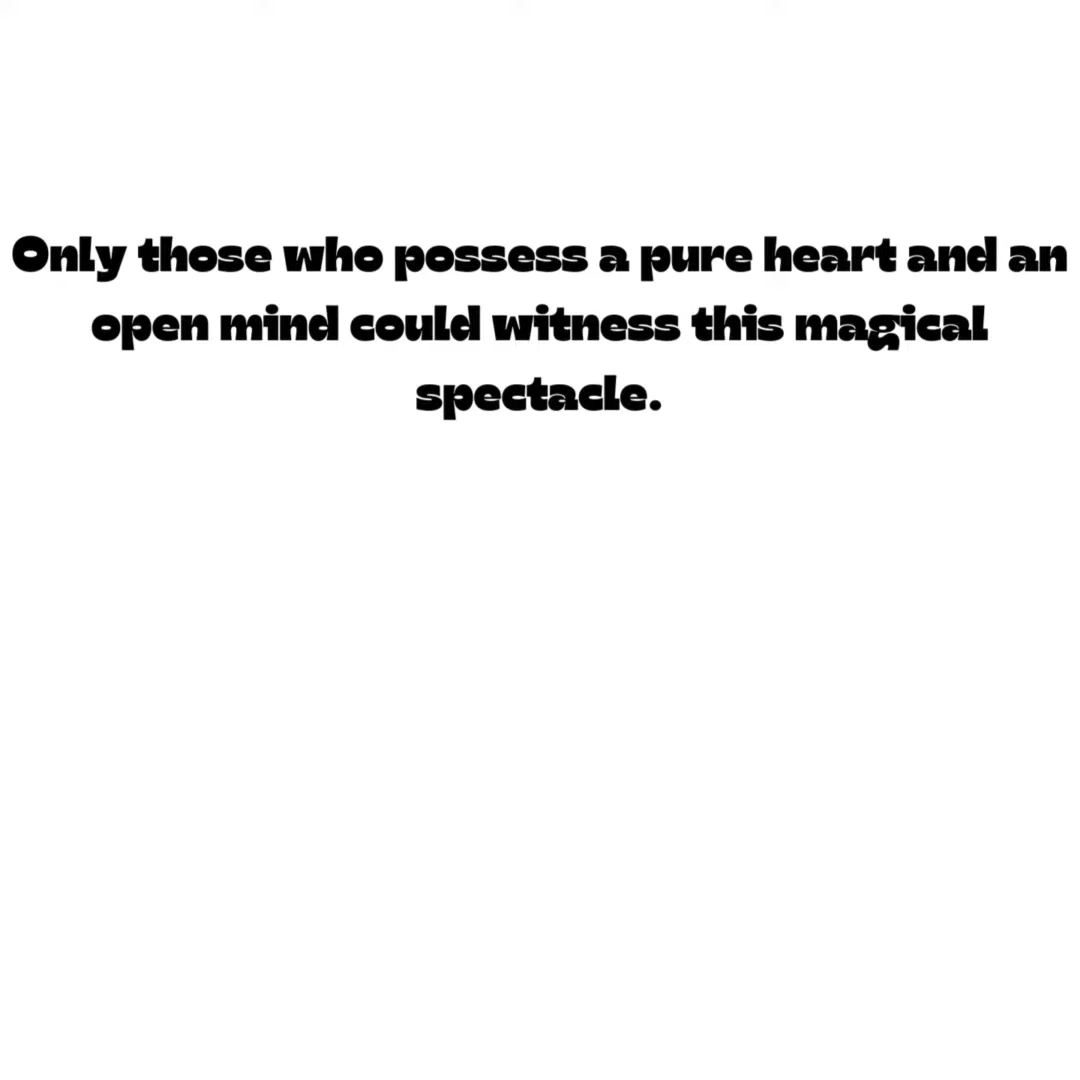 Only those who possess a pure heart and an
open mind could witness this magical
spectacle.